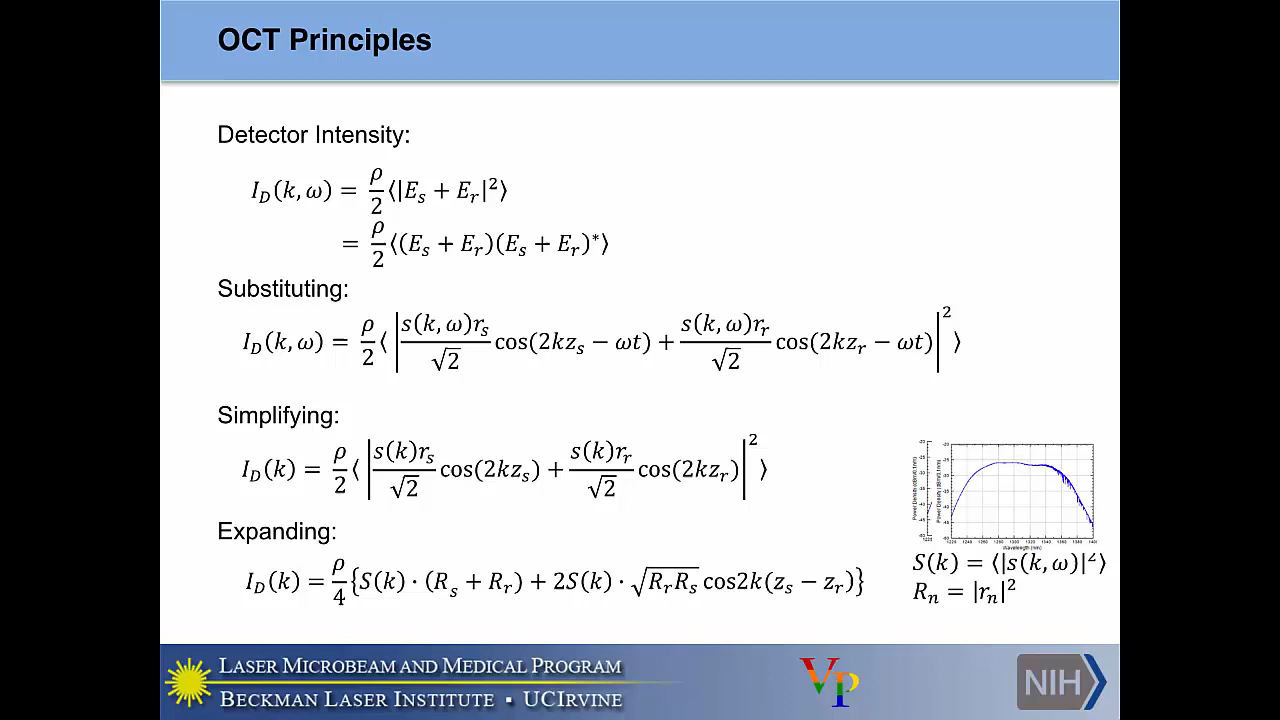 OCT Principles
Detector Intensity:
I_D(k, ω) = ρ/2 ⟨|E_s + E_r|²⟩
= ρ/2 ⟨(E_s + E_r)(E_s + E_r)*⟩
Substituting:
I_D(k, ω) = ρ/2 ⟨ | s(k, ω)r_s/√2 cos(2kz_s − ωt) + s(k, ω)r_r/√2 cos(2kz_r − ωt) |² ⟩
Simplifying:
I_D(k) = ρ/2 ⟨ | s(k)r_s/√2 cos(2kz_s) + s(k)r_r/√2 cos(2kz_r) |² ⟩
Expanding:
I_D(k) = ρ/4 {S(k) · (R_s + R_r) + 2S(k) · √(R_r R_s) cos2k(z_s − z_r)}
Wavelength (nm)
S(k) = ⟨|s(k, ω)|²⟩
R_n = |r_n|²
LASER MICROBEAM AND MEDICAL PROGRAM
BECKMAN LASER INSTITUTE ▪ UCIRVINE
VP
NIH